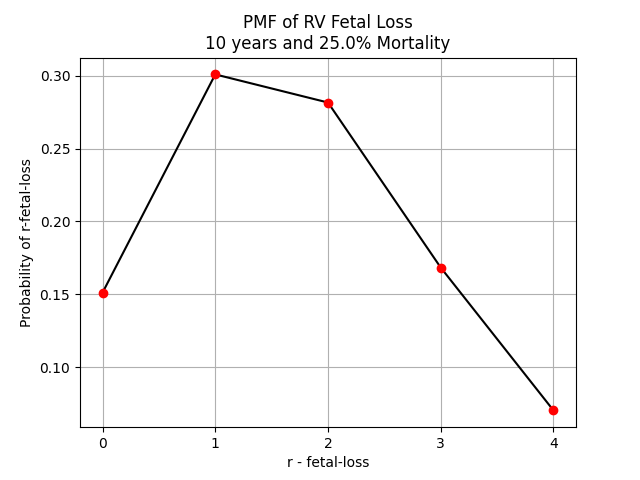 PMF of RV Fetal Loss
10 years and 25.0% Mortality
Probability of r-fetal-loss
0.30
0.25
0.20
0.15
0.10
0 1 2 3 4
r - fetal-loss